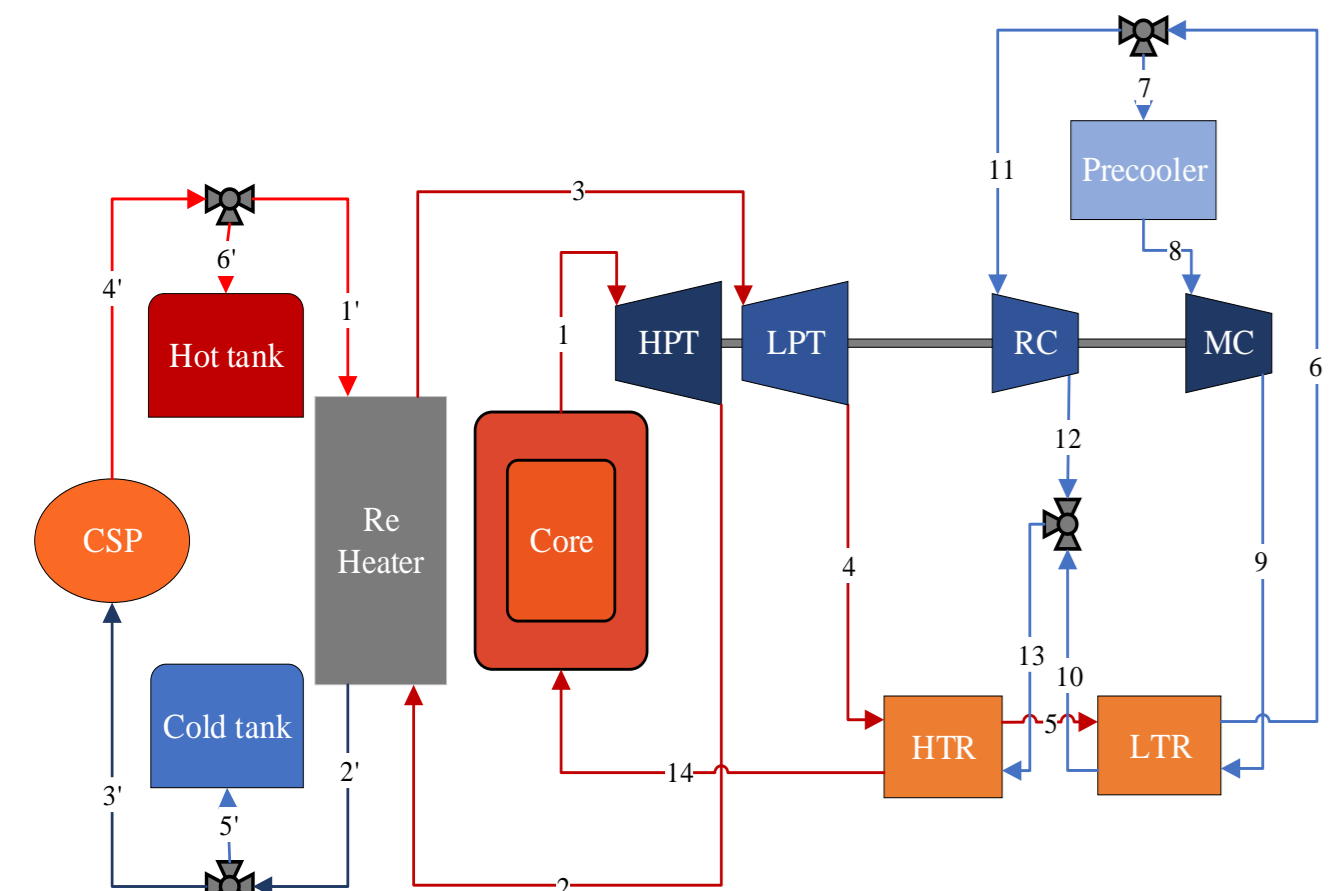 7
11
Precooler
3
8
6'
4'
1'
Hot tank
1
HPT
LPT
RC
MC
6
12
Re
Heater
CSP
Core
4
9
13
10
Cold tank
5
HTR
LTR
14
2'
3'
5'
2